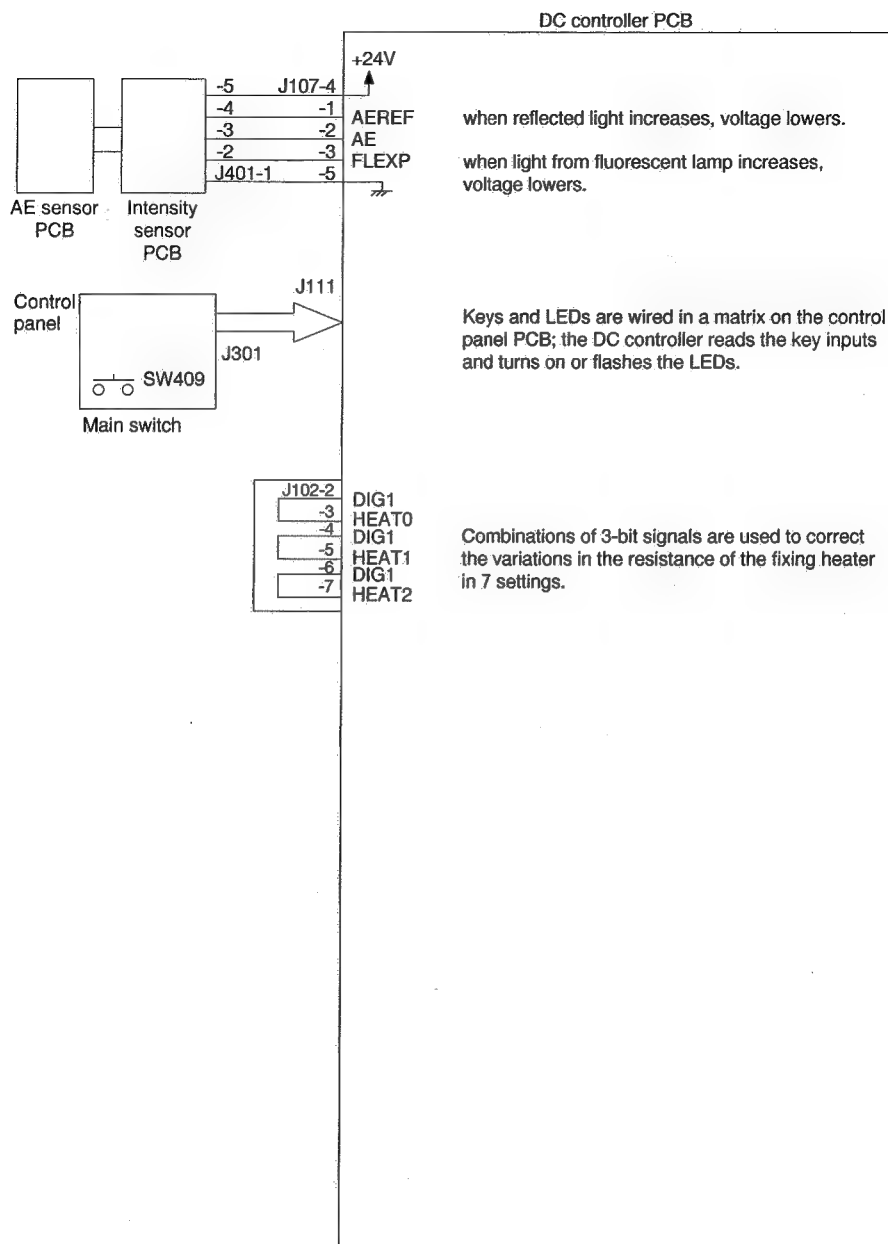 DC controller PCB
+24V
-5 J107-4
-4 -1 AEREF when reflected light increases, voltage lowers.
-3 -2 AE
-2 -3 FLEXP when light from fluorescent lamp increases,
voltage lowers.
J401-1 -5
AE sensor
PCB
Intensity
sensor
PCB
Control
panel
J111
J301
SW409
Main switch
Keys and LEDs are wired in a matrix on the control
panel PCB; the DC controller reads the key inputs
and turns on or flashes the LEDs.
J102-2 DIG1
-3 HEAT0
-4 DIG1
-5 HEAT1
-6 DIG1
-7 HEAT2
Combinations of 3-bit signals are used to correct
the variations in the resistance of the fixing heater
in 7 settings.